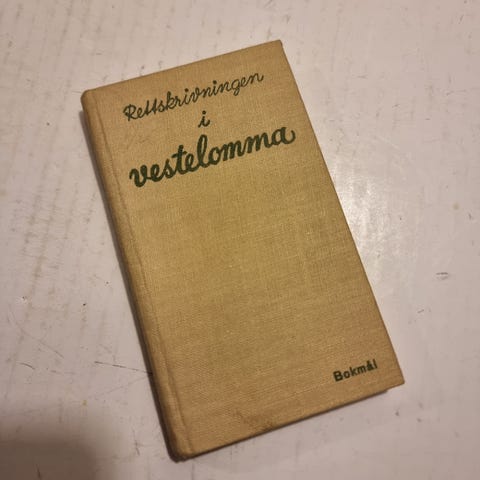 Rettskrivningen
i
vestelomma
Bokmål